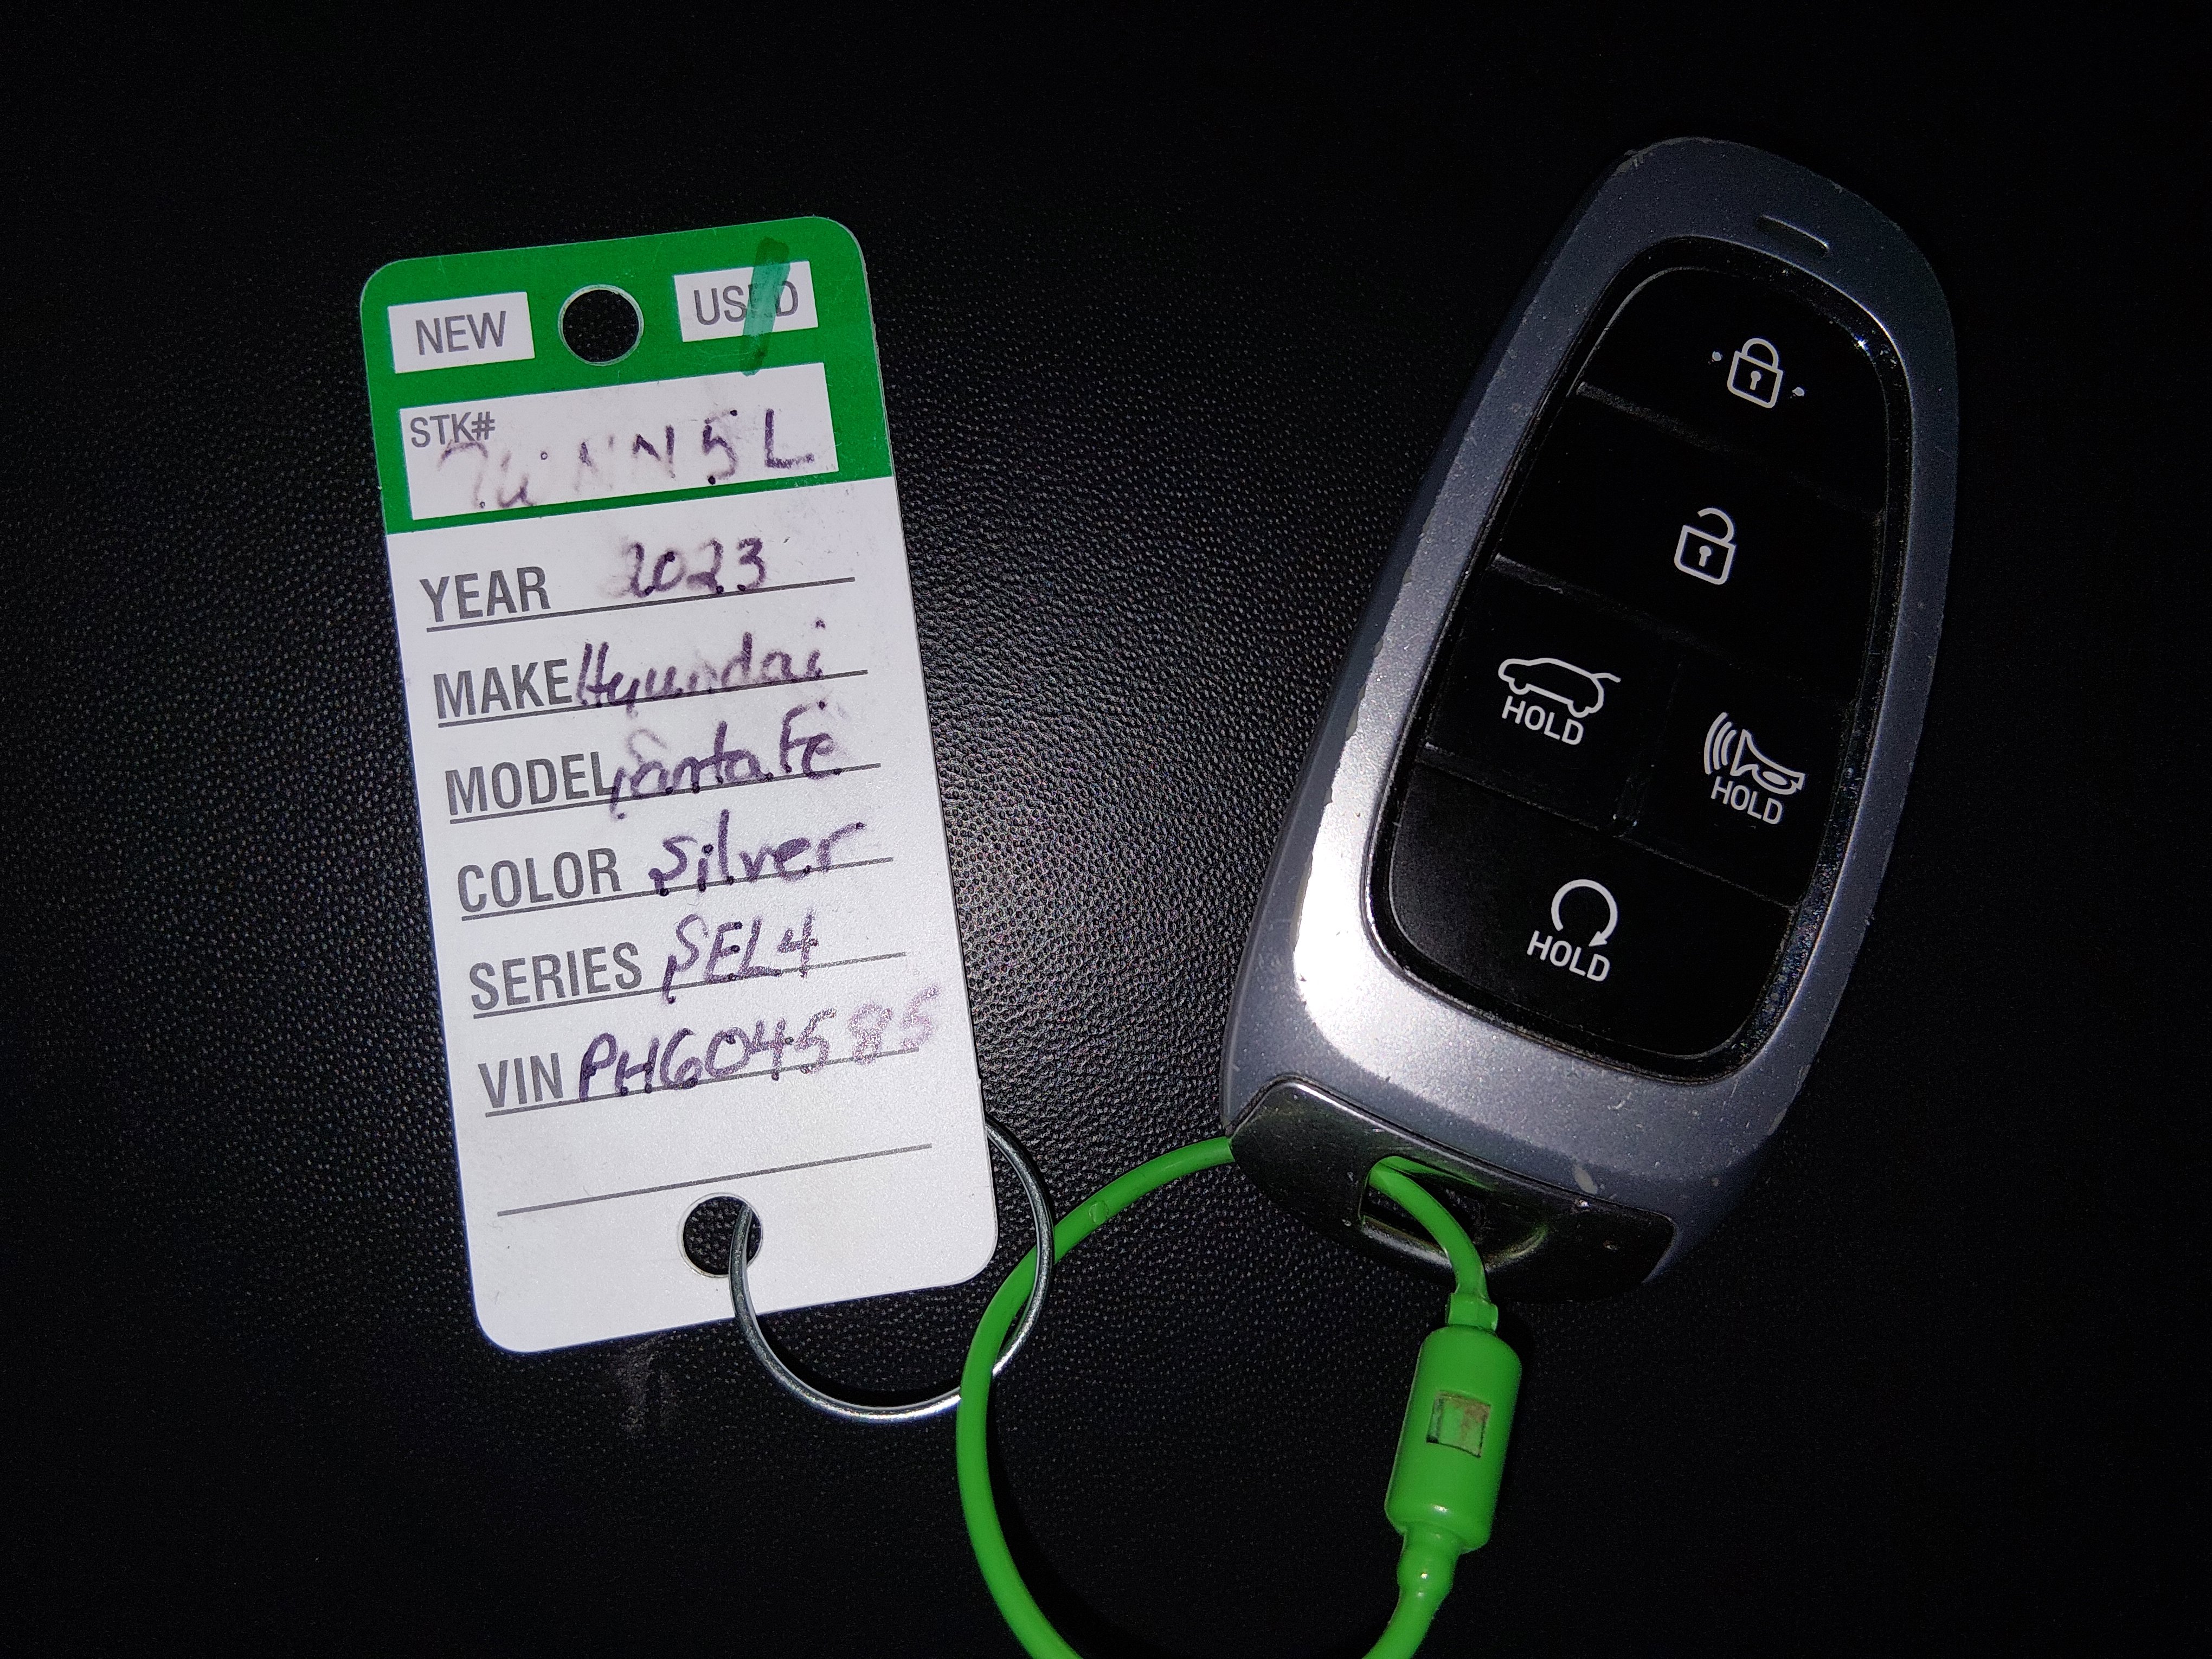 NEW USED
STK#
YEAR 2023
MAKE Hyundai
MODEL Santa Fe
COLOR Silver
SERIES SEL4
VIN PH604585
HOLD
HOLD
HOLD